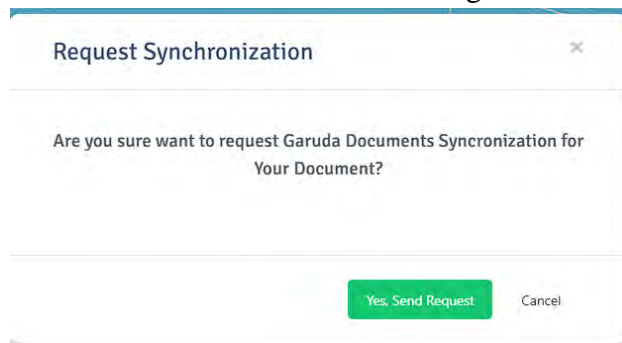 Request Synchronization
×
Are you sure want to request Garuda Documents Syncronization for
Your Document?
Yes, Send Request
Cancel